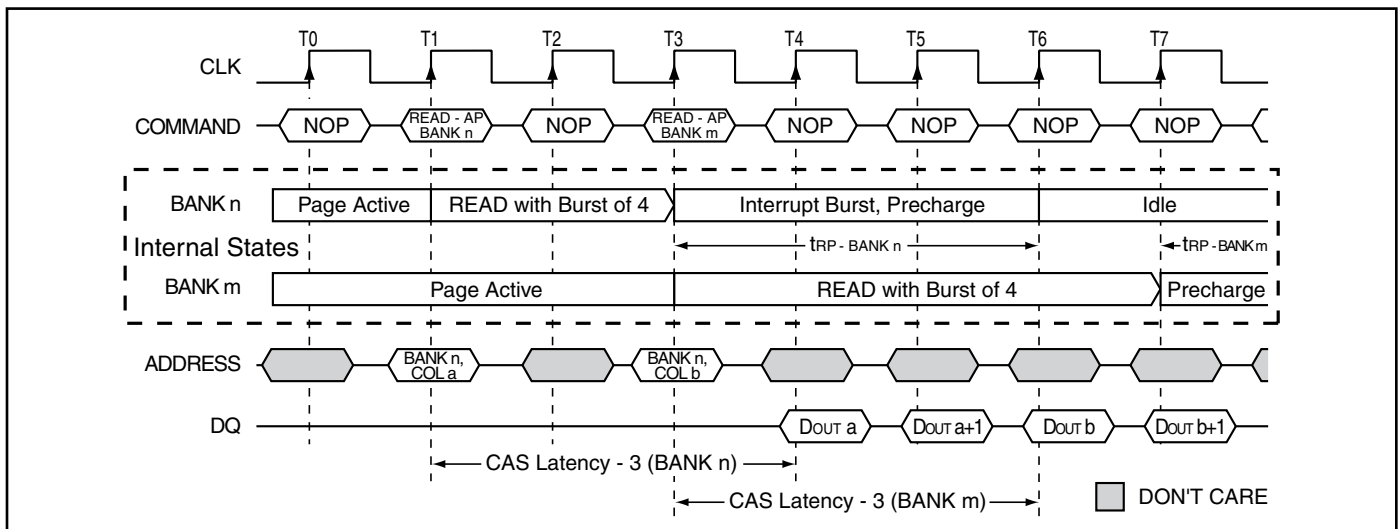 T0 T1 T2 T3 T4 T5 T6 T7
CLK
COMMAND NOP READ - AP BANK n NOP READ - AP BANK m NOP NOP NOP NOP
BANK n Page Active READ with Burst of 4 Interrupt Burst, Precharge Idle
Internal States tRP - BANK n tRP - BANK m
BANK m Page Active READ with Burst of 4 Precharge
ADDRESS BANK n, COL a BANK n, COL b
DQ DOUT a DOUT a+1 DOUT b DOUT b+1
CAS Latency - 3 (BANK n)
CAS Latency - 3 (BANK m) DON'T CARE